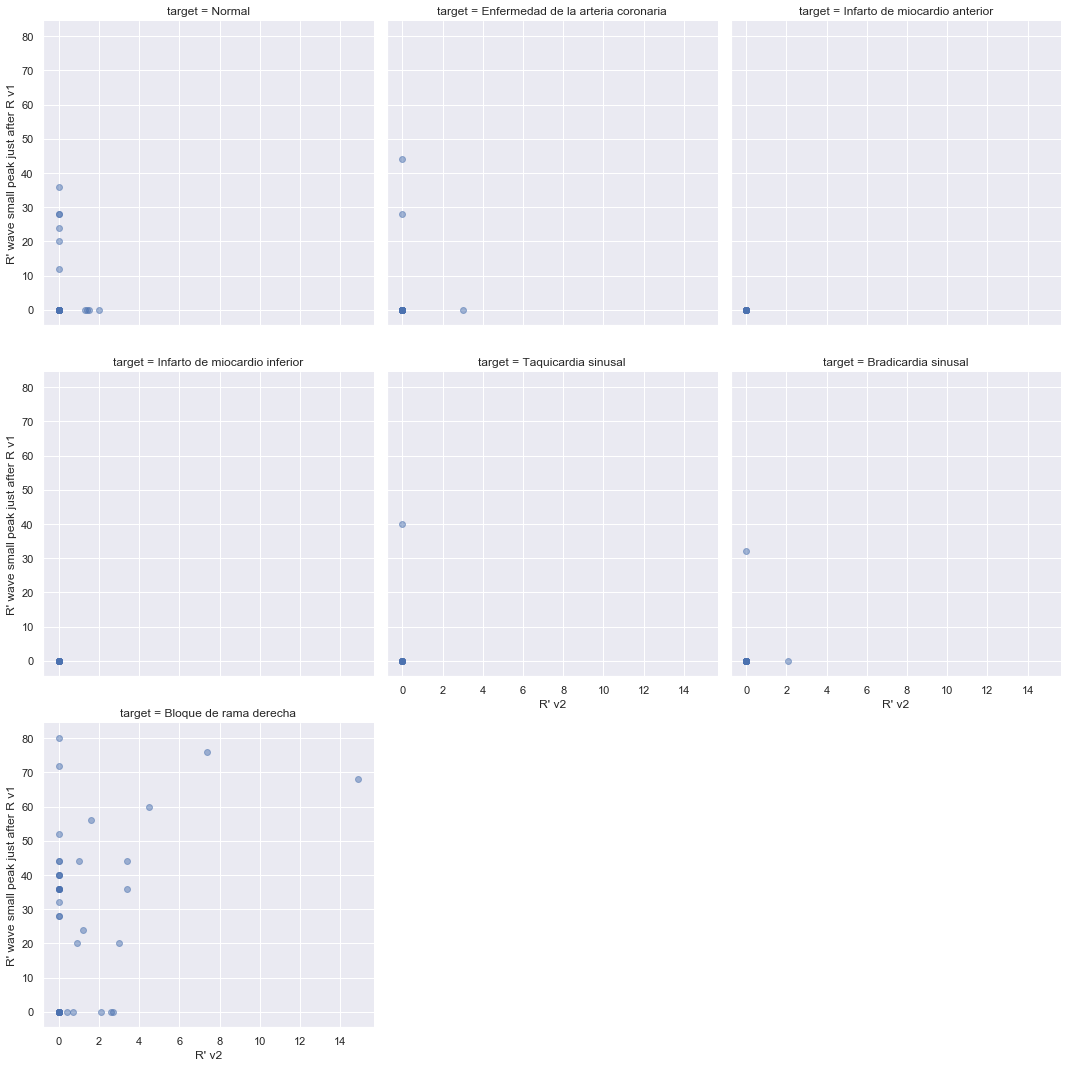 target = Normal
target = Enfermedad de la arteria coronaria
target = Infarto de miocardio anterior
80
70
60
50
40
30
20
10
0
R' wave small peak just after R v1
target = Infarto de miocardio inferior
target = Taquicardia sinusal
target = Bradicardia sinusal
80
70
60
50
40
30
20
10
0
R' wave small peak just after R v1
0 2 4 6 8 10 12 14
R' v2
0 2 4 6 8 10 12 14
R' v2
target = Bloque de rama derecha
80
70
60
50
40
30
20
10
0
R' wave small peak just after R v1
0 2 4 6 8 10 12 14
R' v2